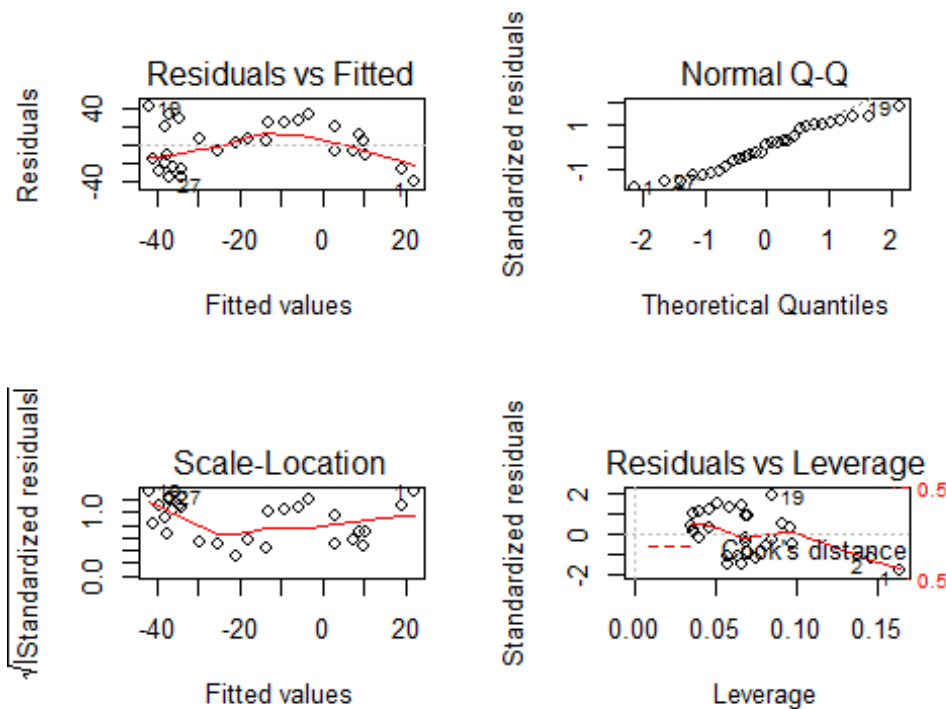 Residuals vs Fitted
Residuals
40
-40
19
27
1
-40 -20 0 20
Fitted values
Normal Q-Q
Standardized residuals
1
-1
19
1
27
-2 -1 0 1 2
Theoretical Quantiles
Scale-Location
√|Standardized residuals|
1.0
0.0
27
1
-40 -20 0 20
Fitted values
Residuals vs Leverage
Standardized residuals
2
0
-2
19
Cook's distance
2
1
0.5
0.5
0.00 0.05 0.10 0.15
Leverage